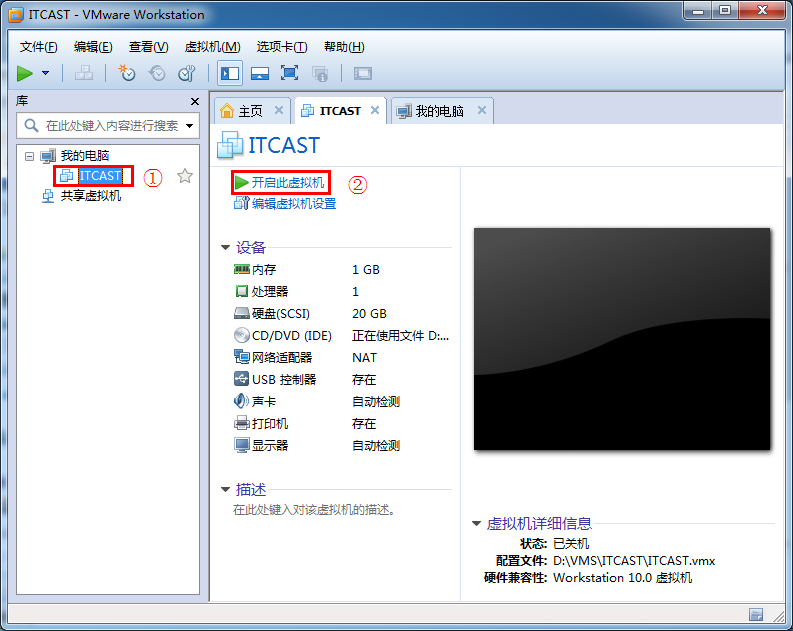 ITCAST - VMware Workstation
文件(F) 编辑(E) 查看(V) 虚拟机(M) 选项卡(T) 帮助(H)
库
在此处键入内容进行搜索
我的电脑
ITCAST
①
共享虚拟机
主页
ITCAST
我的电脑
ITCAST
开启此虚拟机
②
编辑虚拟机设置
设备
内存 1 GB
处理器 1
硬盘(SCSI) 20 GB
CD/DVD (IDE) 正在使用文件 D:...
网络适配器 NAT
USB 控制器 存在
声卡 自动检测
打印机 存在
显示器 自动检测
描述
在此处键入对该虚拟机的描述。
虚拟机详细信息
状态: 已关机
配置文件: D:\VMS\ITCAST\ITCAST.vmx
硬件兼容性: Workstation 10.0 虚拟机